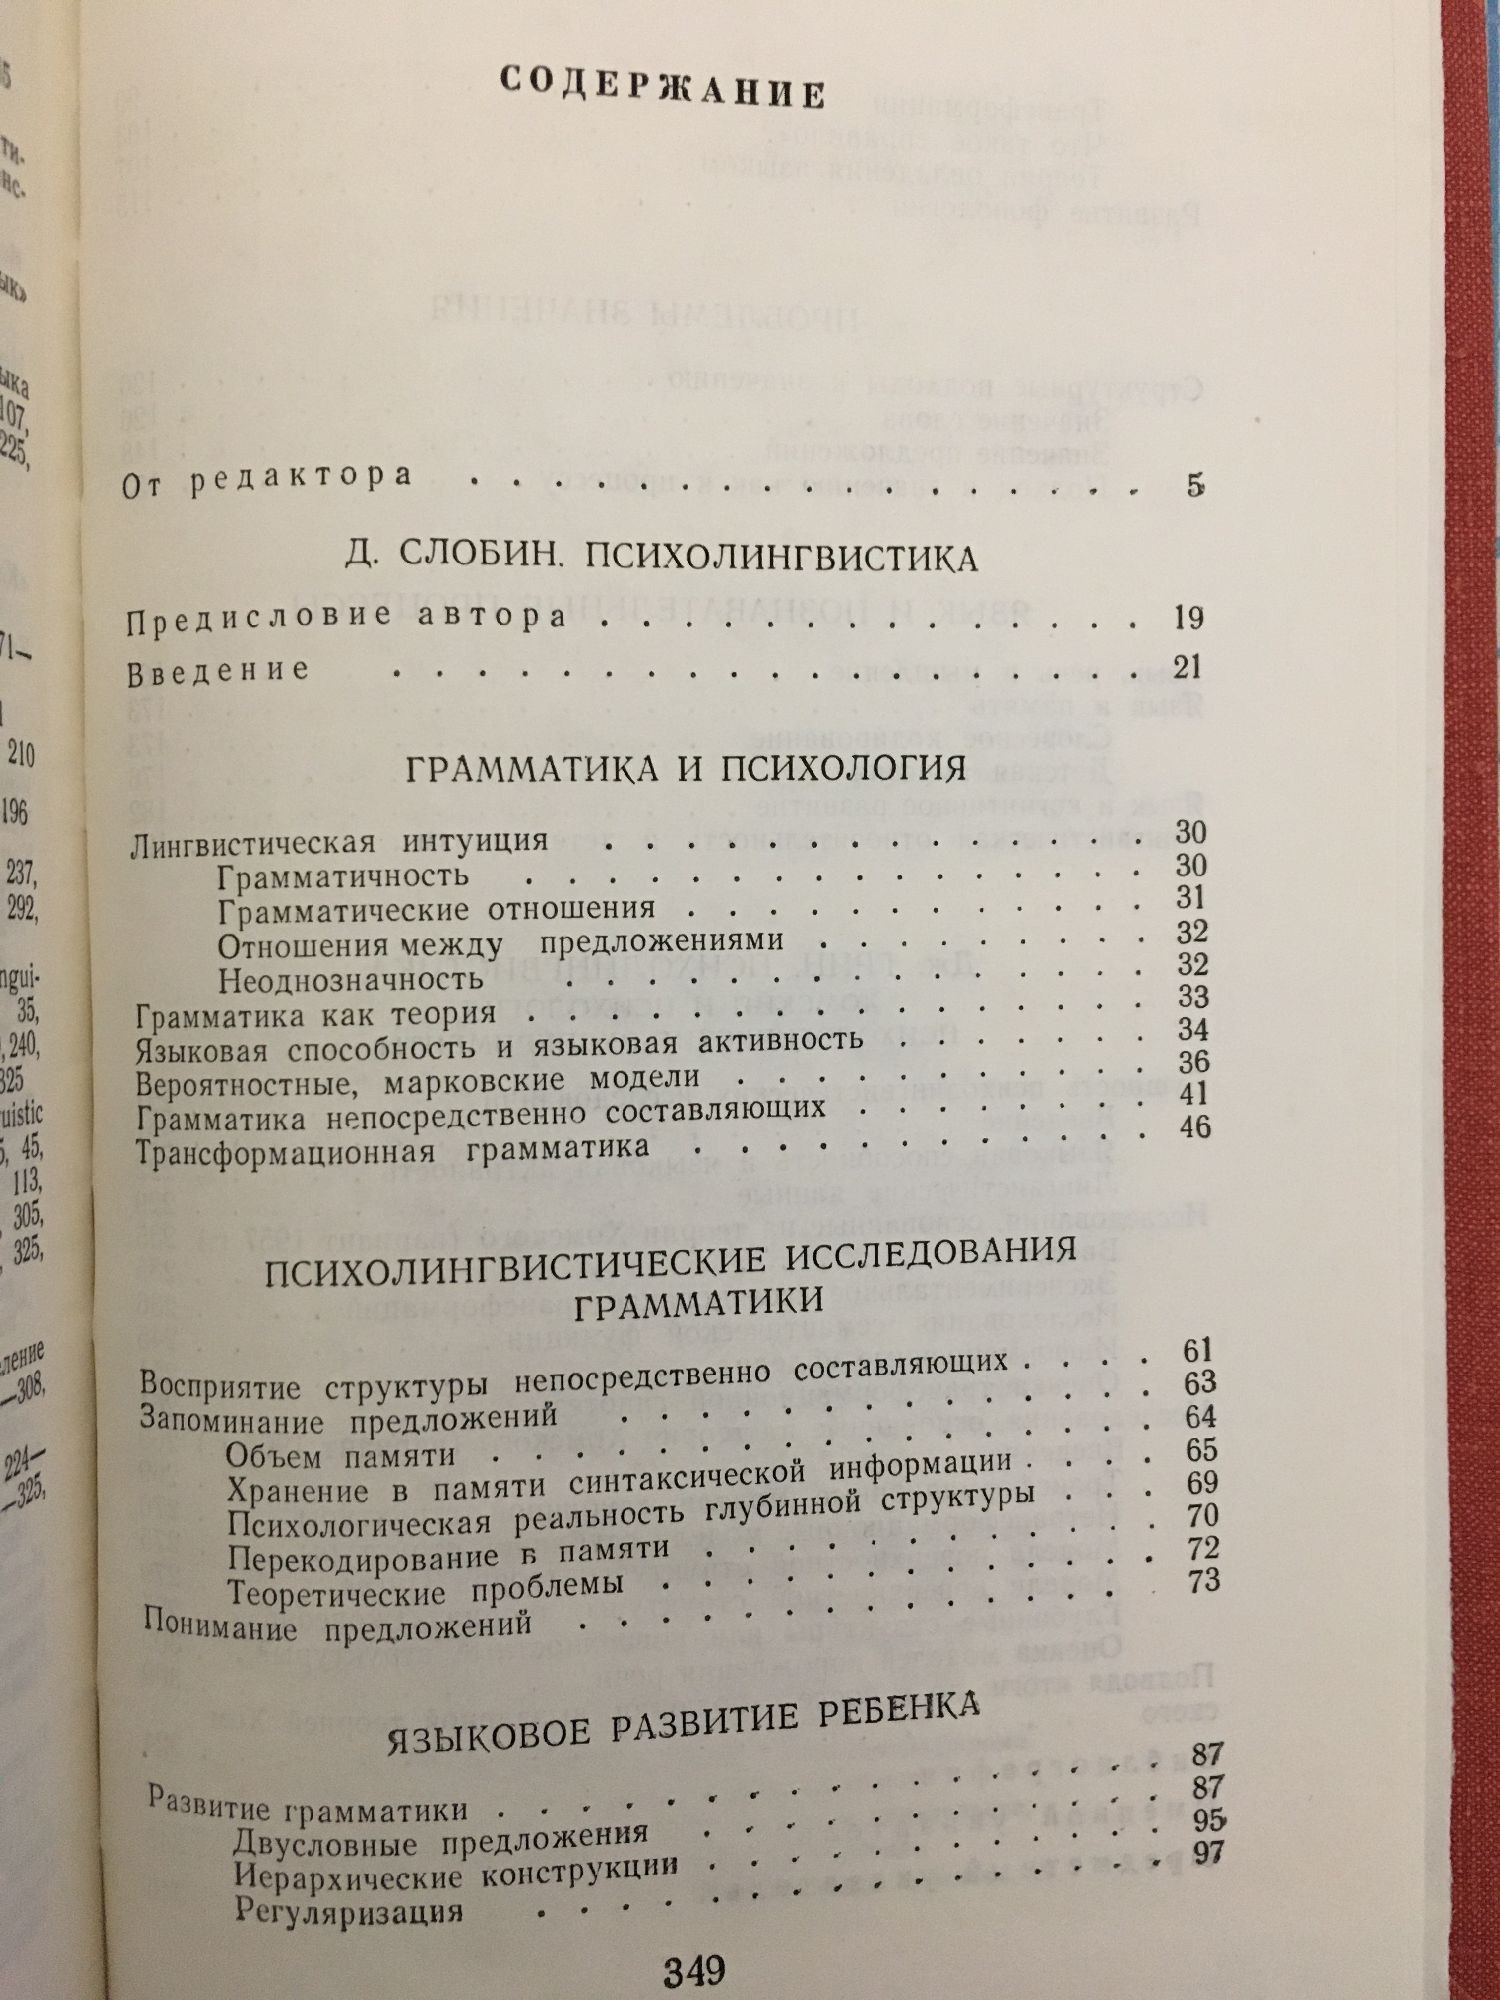 СОДЕРЖАНИЕ
От редактора . . . . . . . . . . . . . . . . . 5
Д. СЛОБИН. ПСИХОЛИНГВИСТИКА
Предисловие автора . . . . . . . . . . . . . . 19
Введение . . . . . . . . . . . . . . . . . . . 21
ГРАММАТИКА И ПСИХОЛОГИЯ
Лингвистическая интуиция . . . . . . . . . . . . . . 30
Грамматичность . . . . . . . . . . . . . . . . 30
Грамматические отношения . . . . . . . . . . . . 31
Отношения между предложениями . . . . . . . . . 32
Неоднозначность . . . . . . . . . . . . . . . 32
Грамматика как теория . . . . . . . . . . . . . . . . 33
Языковая способность и языковая активность . . . . . . . 34
Вероятностные, марковские модели . . . . . . . . . . . 36
Грамматика непосредственно составляющих . . . . . . . . 41
Трансформационная грамматика . . . . . . . . . . . . 46
ПСИХОЛИНГВИСТИЧЕСКИЕ ИССЛЕДОВАНИЯ
ГРАММАТИКИ
Восприятие структуры непосредственно составляющих . . . . 61
Запоминание предложений . . . . . . . . . . . . . . 63
Объем памяти . . . . . . . . . . . . . . . . . 64
Хранение в памяти синтаксической информации . . . . 65
Психологическая реальность глубинной структуры . . . 69
Перекодирование в памяти . . . . . . . . . . . . 70
Теоретические проблемы . . . . . . . . . . . . . 72
Понимание предложений . . . . . . . . . . . . . . . 73
ЯЗЫКОВОЕ РАЗВИТИЕ РЕБЕНКА
Развитие грамматики . . . . . . . . . . . . . . . . . 87
Двусловные предложения . . . . . . . . . . . . 87
Иерархические конструкции . . . . . . . . . . . . 95
Регуляризация . . . . . . . . . . . . . . . . 97
349